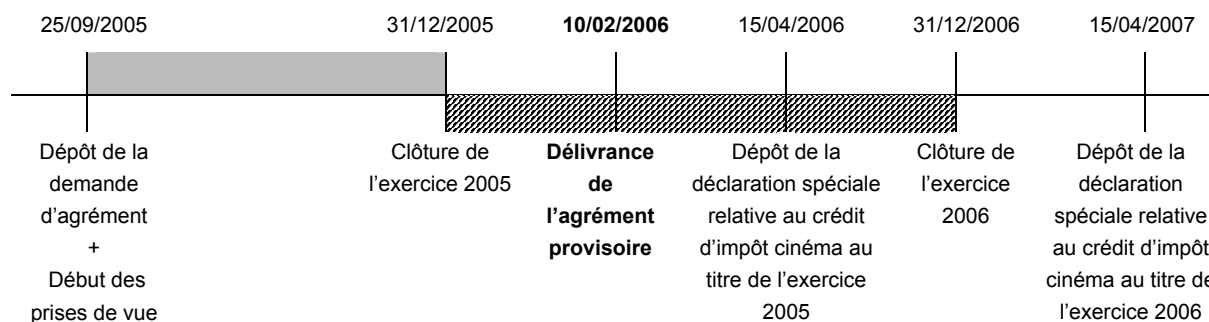 25/09/2005 31/12/2005 10/02/2006 15/04/2006 31/12/2006 15/04/2007
Dépôt de la
demande
d’agrément
+
Début des
prises de vue
Clôture de
l’exercice 2005
Délivrance
de
l’agrément
provisoire
Dépôt de la
déclaration spéciale
relative au crédit
d’impôt cinéma au
titre de l’exercice
2005
Clôture de
l’exercice
2006
Dépôt de la
déclaration
spéciale relative
au crédit d’impôt
cinéma au titre de
l’exercice 2006